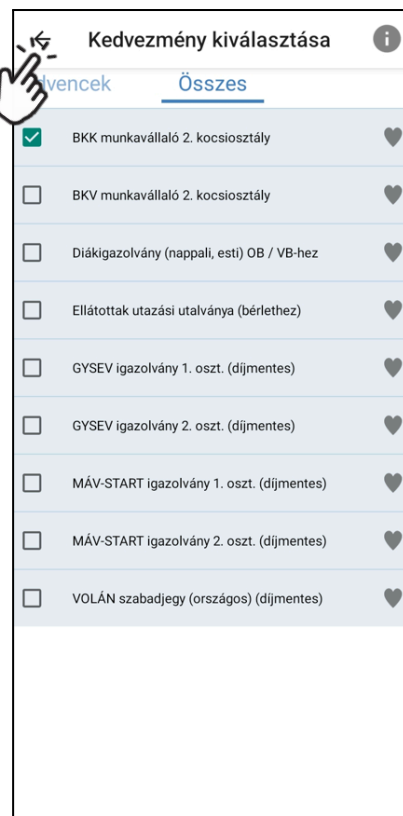 Kedvezmény kiválasztása
vencek Összes
BKK munkavállaló 2. kocsiosztály
BKV munkavállaló 2. kocsiosztály
Diákigazolvány (nappali, esti) OB / VB-hez
Ellátottak utazási utalványa (bérlethez)
GYSEV igazolvány 1. oszt. (díjmentes)
GYSEV igazolvány 2. oszt. (díjmentes)
MÁV-START igazolvány 1. oszt. (díjmentes)
MÁV-START igazolvány 2. oszt. (díjmentes)
VOLÁN szabadjegy (országos) (díjmentes)